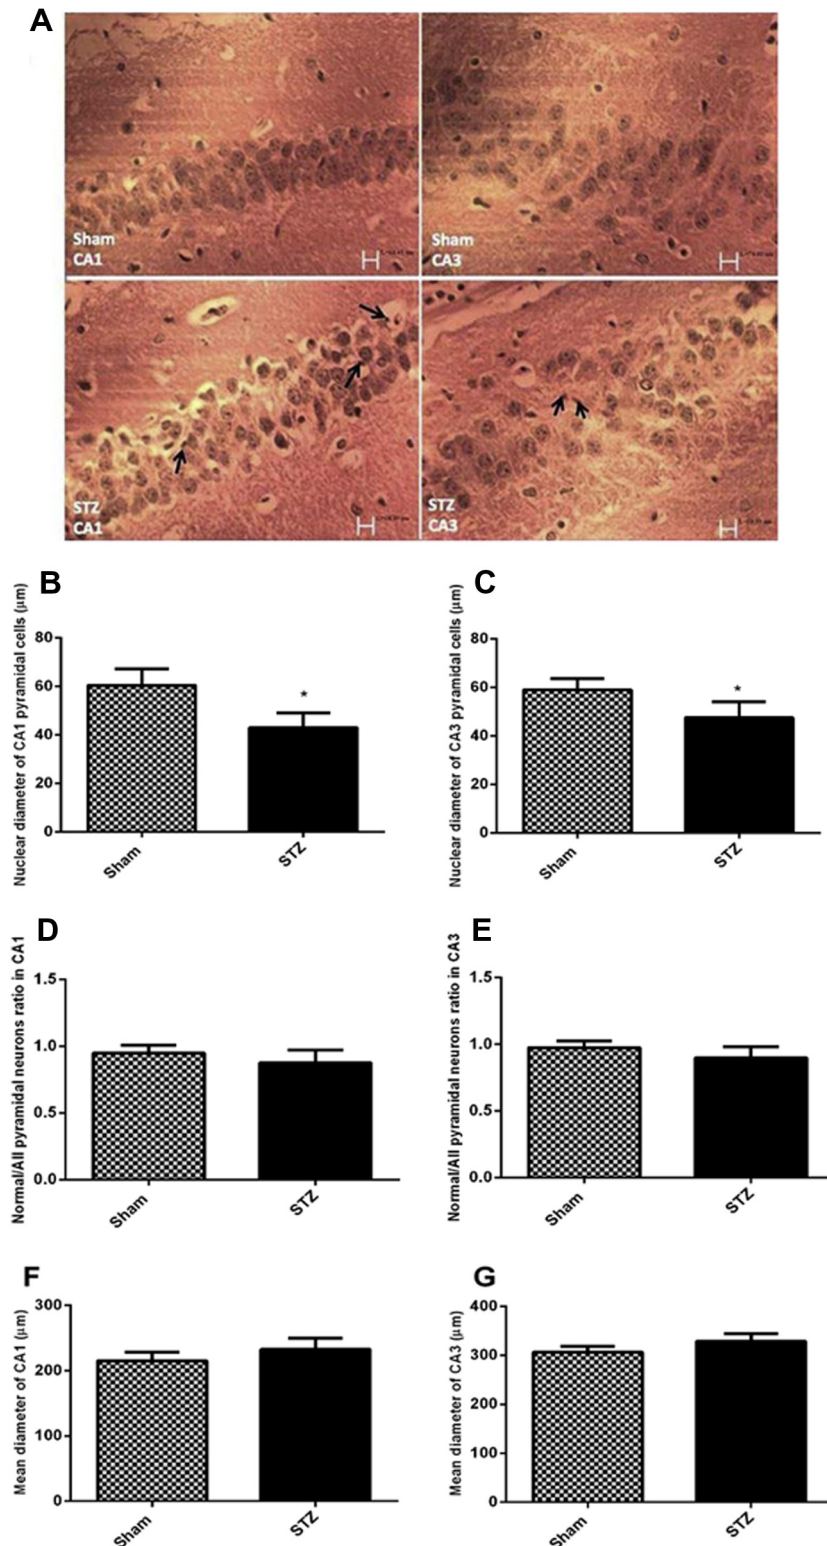 A
Sham
CA1
Sham
CA3
STZ
CA1
STZ
CA3
B
Nuclear diameter of CA1 pyramidal cells (µm)
80
60
40
20
0
*
Sham
STZ
C
Nuclear diameter of CA3 pyramidal cells (µm)
80
60
40
20
0
*
Sham
STZ
D
Normal/All pyramidal neurons ratio in CA1
1.5
1.0
0.5
0.0
Sham
STZ
E
Normal/All pyramidal neurons ratio in CA3
1.5
1.0
0.5
0.0
Sham
STZ
F
Mean diameter of CA1 (µm)
300
200
100
0
Sham
STZ
G
Mean diameter of CA3 (µm)
400
300
200
100
0
Sham
STZ